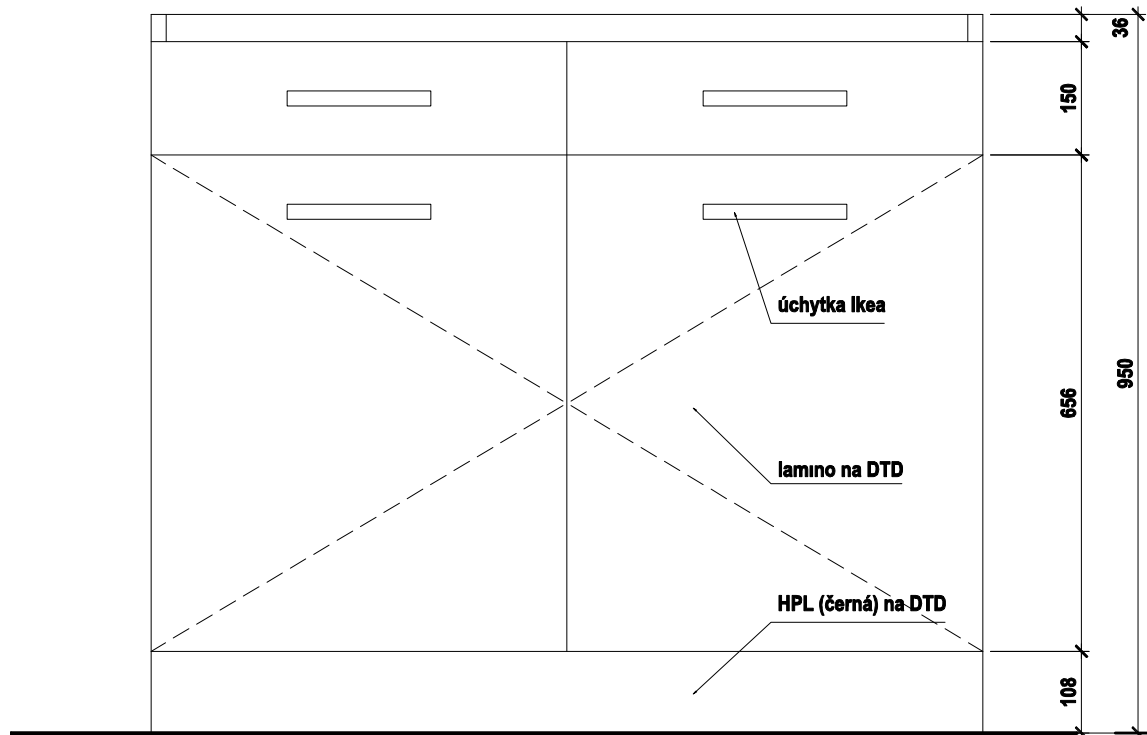 36
150
úchytka Ikea
950
656
lamino na DTD
HPL (černá) na DTD
108